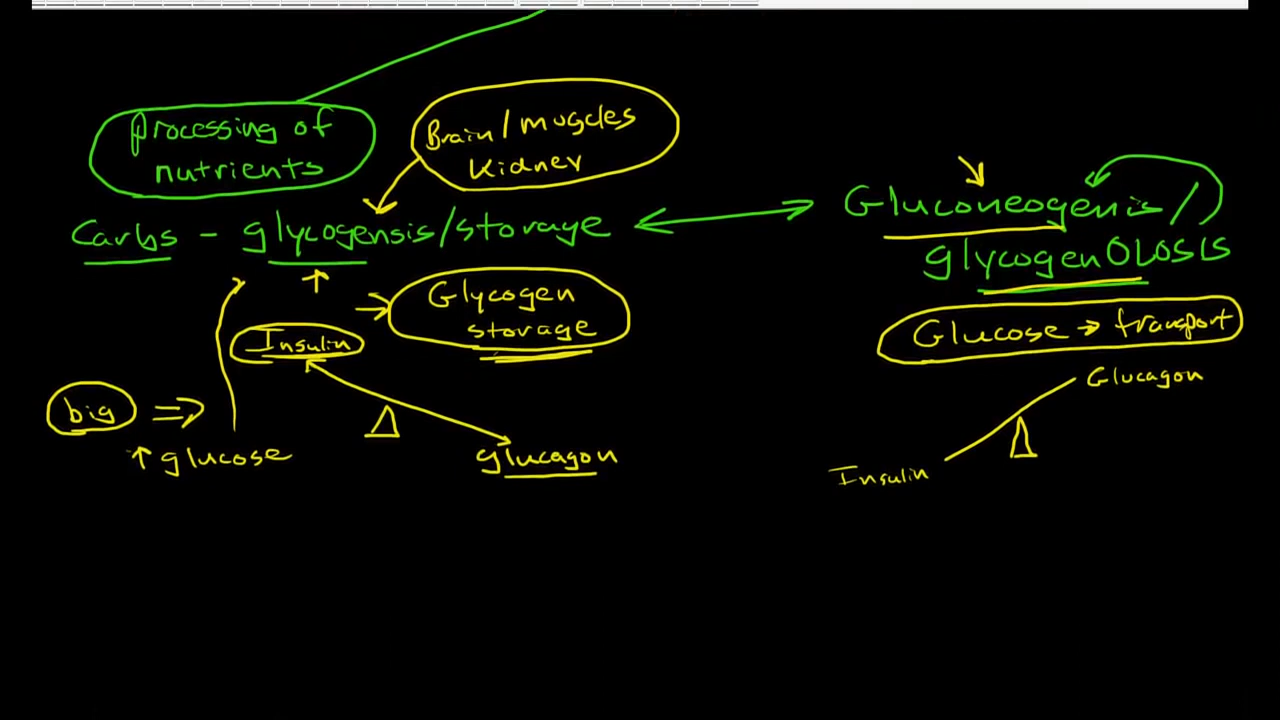 processing of
nutrients
Brain/muscles
Kidney
Carbs - glycogensis/storage
Gluconeogenis/
glycogenOLOSIS
Glycogen
storage
Insulin
Glucose → transport
big ⇒
↑ glucose
Δ
glucagon
Glucagon
Δ
Insulin